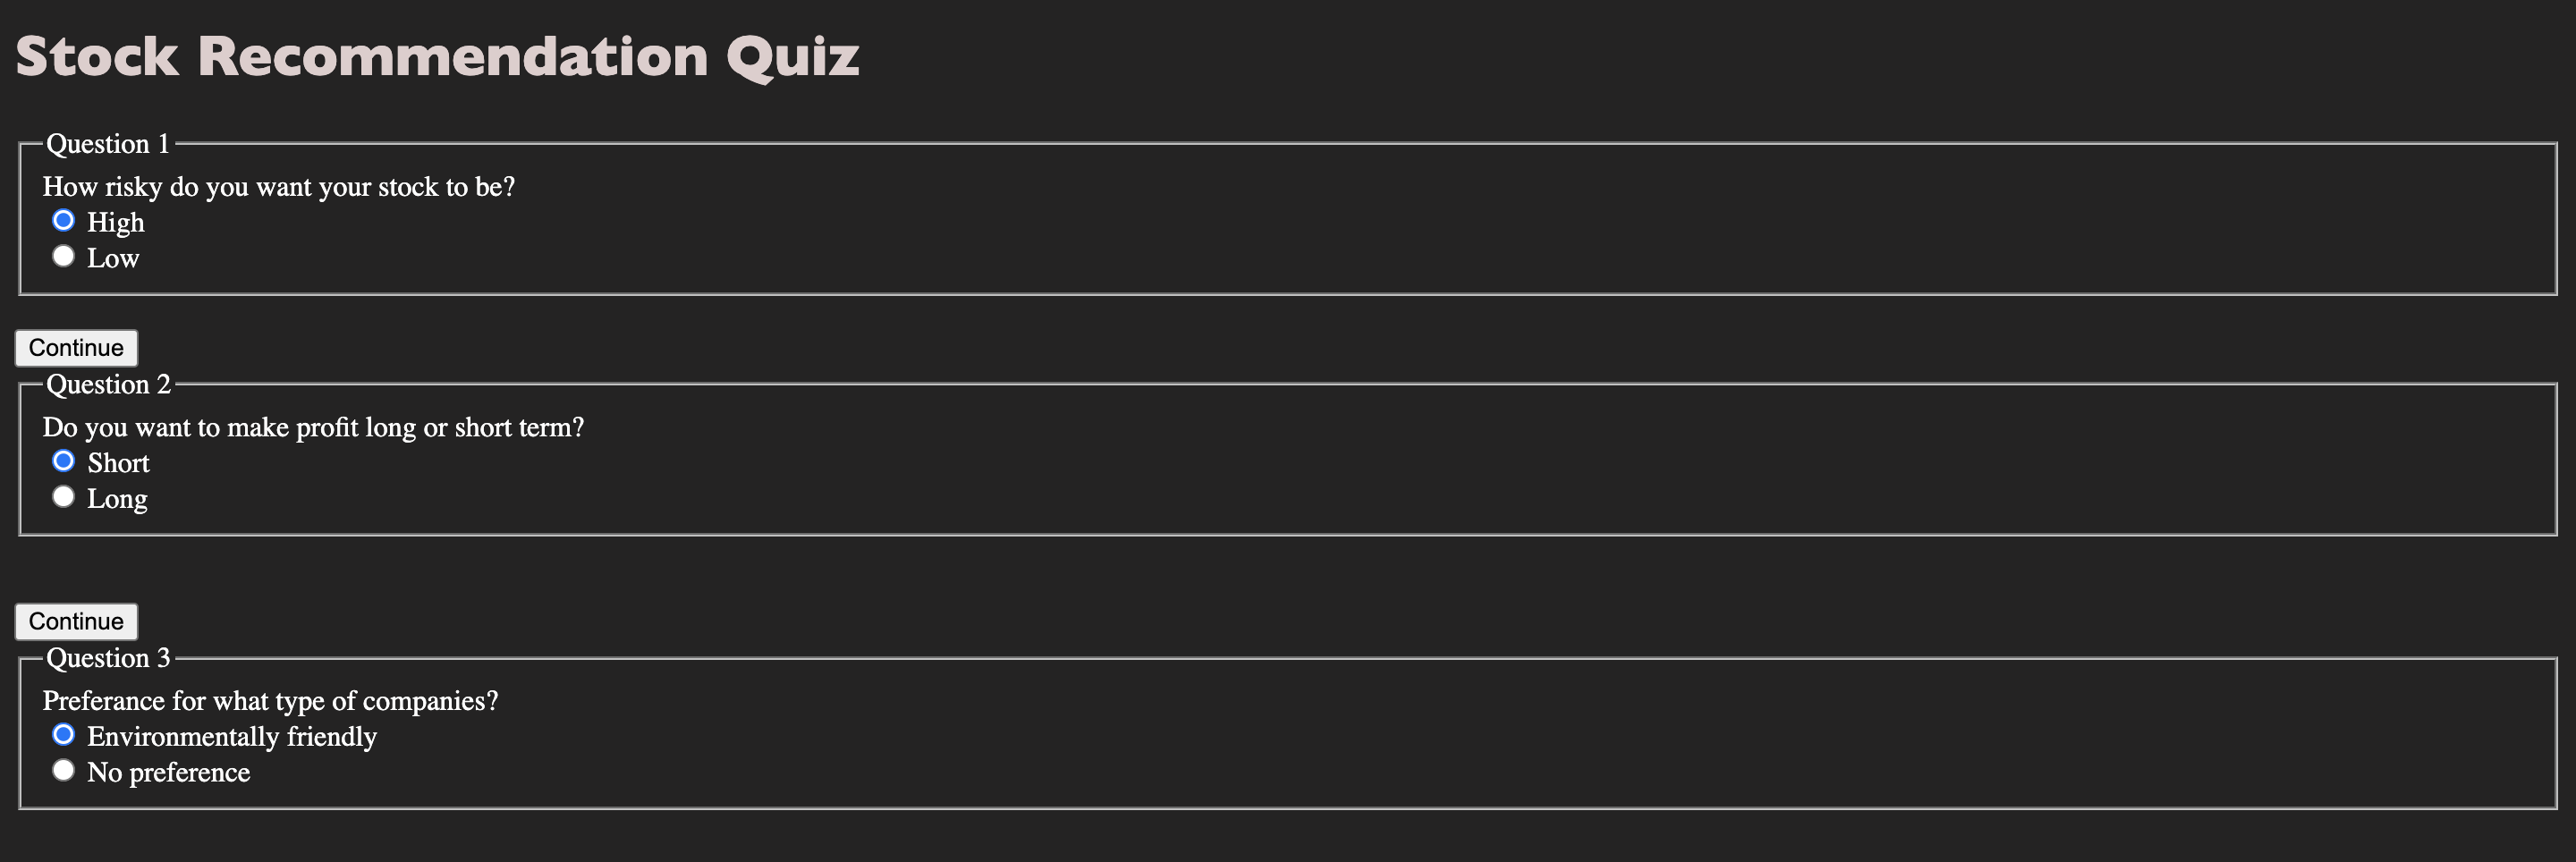 Stock Recommendation Quiz
Question 1
How risky do you want your stock to be?
High
Low
Continue
Question 2
Do you want to make profit long or short term?
Short
Long
Continue
Question 3
Preferance for what type of companies?
Environmentally friendly
No preference